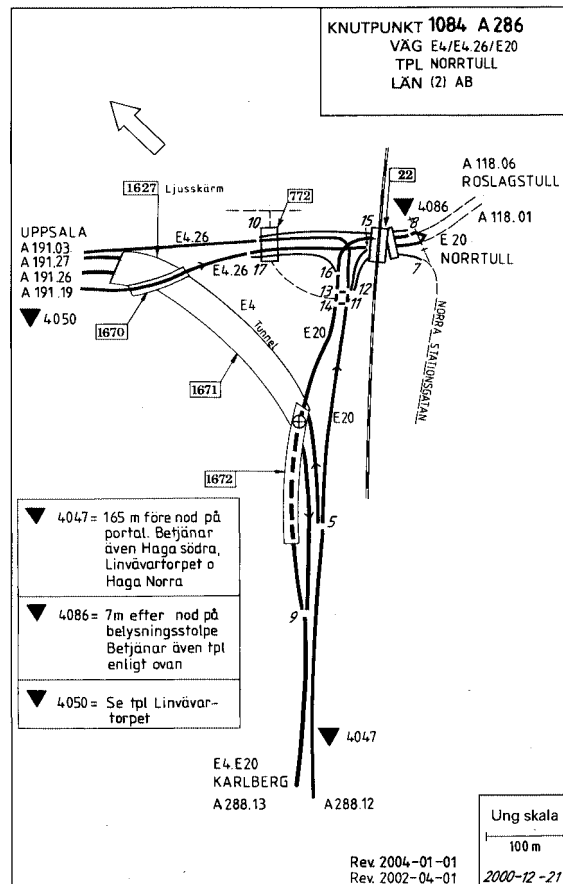 KNUTPUNKT 1084 A 286
VÄG E4/E4.26/E20
TPL NORRTULL
LÄN (2) AB
1627 Ljusskärm
772
22
4086
A 118.06
ROSLAGSTULL
A 118.01
E 20
NORRTULL
UPPSALA
A 191.03
A 191.27
A 191.26
A 191.19
4050
E4.26
E4.26
10
17
15
8
7
16
13
14
11
12
1670
E4
Tunnel
1671
E20
E20
NORRA STATIONSGATAN
1672
5
9
4047 = 165 m före nod på
portal. Betjänar
även Haga södra,
Linvävartorpet o
Haga Norra
4086 = 7m efter nod på
belysningsstolpe
Betjänar även tpl
enligt ovan
4050 = Se tpl Linvävar-
torpet
4047
E4.E20
KARLBERG
A 288.13
A 288.12
Ung skala
100 m
Rev. 2004-01-01
Rev. 2002-04-01
2000-12-21